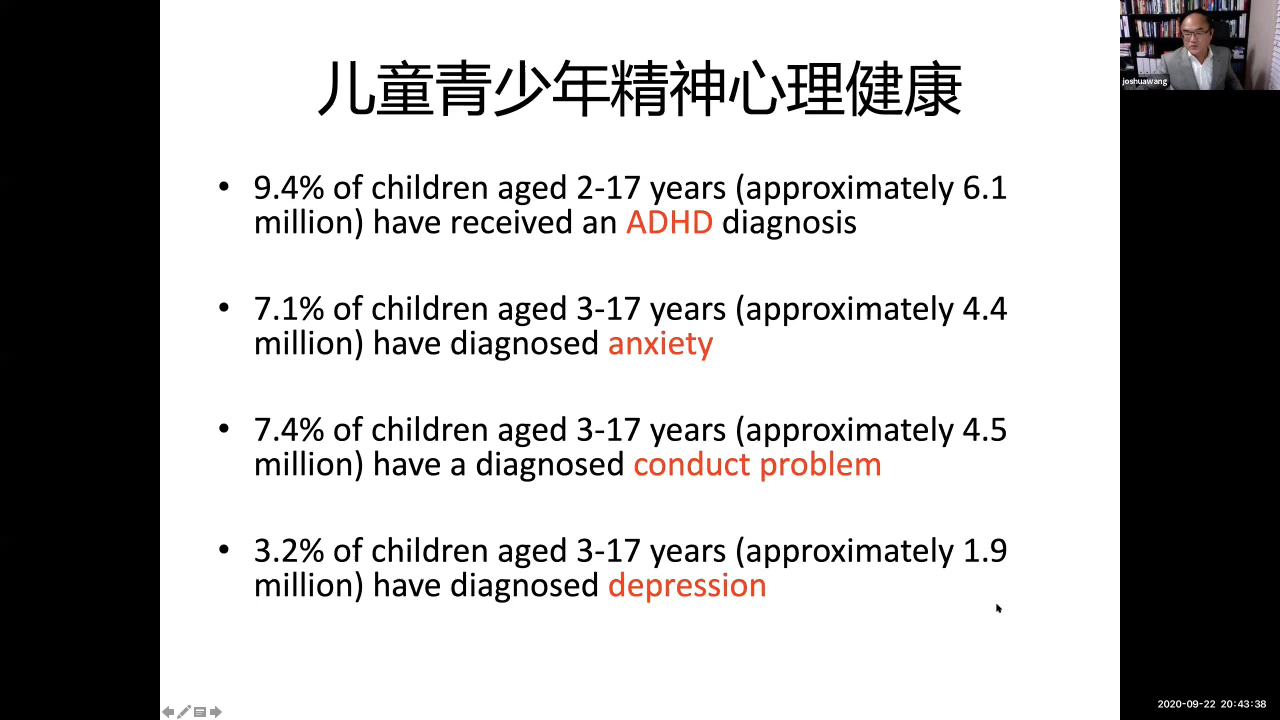 儿童青少年精神心理健康
joshuawang
• 9.4% of children aged 2-17 years (approximately 6.1
million) have received an ADHD diagnosis
• 7.1% of children aged 3-17 years (approximately 4.4
million) have diagnosed anxiety
• 7.4% of children aged 3-17 years (approximately 4.5
million) have a diagnosed conduct problem
• 3.2% of children aged 3-17 years (approximately 1.9
million) have diagnosed depression
2020-09-22 20:43:38